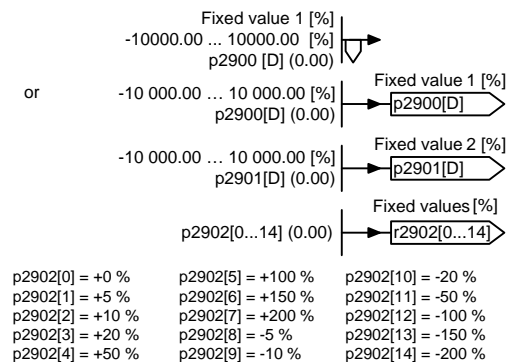 Fixed value 1 [%]
-10000.00 ... 10000.00 [%]
p2900 [D] (0.00)
or
-10 000.00 … 10 000.00 [%]
p2900[D] (0.00)
Fixed value 1 [%]
p2900[D]
-10 000.00 … 10 000.00 [%]
p2901[D] (0.00)
Fixed value 2 [%]
p2901[D]
p2902[0...14] (0.00)
Fixed values [%]
r2902[0...14]
p2902[0] = +0 %
p2902[1] = +5 %
p2902[2] = +10 %
p2902[3] = +20 %
p2902[4] = +50 %
p2902[5] = +100 %
p2902[6] = +150 %
p2902[7] = +200 %
p2902[8] = -5 %
p2902[9] = -10 %
p2902[10] = -20 %
p2902[11] = -50 %
p2902[12] = -100 %
p2902[13] = -150 %
p2902[14] = -200 %